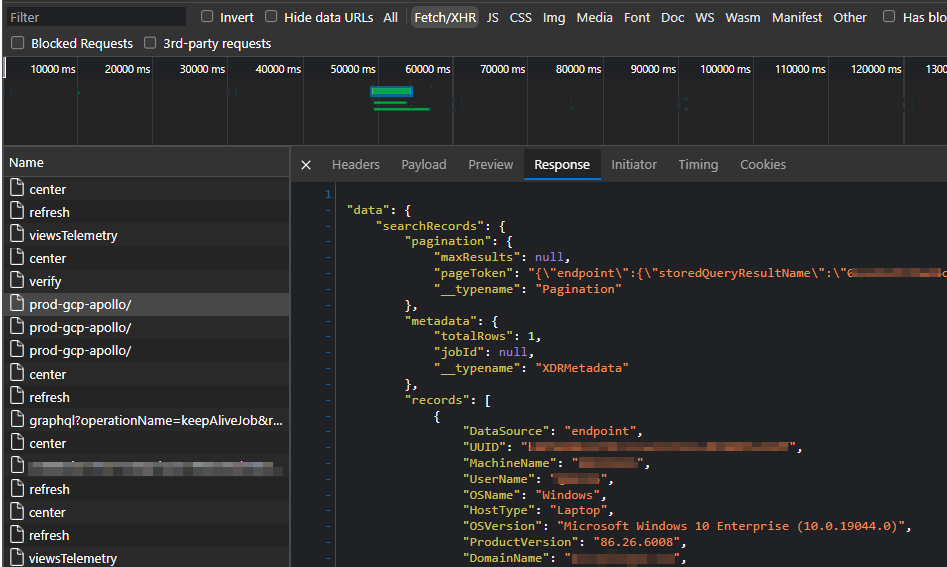 Filter Invert Hide data URLs All Fetch/XHR JS CSS Img Media Font Doc WS Wasm Manifest Other Has blo
Blocked Requests 3rd-party requests
10000 ms 20000 ms 30000 ms 40000 ms 50000 ms 60000 ms 70000 ms 80000 ms 90000 ms 100000 ms 110000 ms 120000 ms 1300
Name
center
refresh
viewsTelemetry
center
verify
prod-gcp-apollo/
prod-gcp-apollo/
prod-gcp-apollo/
center
refresh
graphql?operationName=keepAliveJob&r...
center
refresh
center
refresh
viewsTelemetry
Headers Payload Preview Response Initiator Timing Cookies
1
"data": {
"searchRecords": {
"pagination": {
"maxResults": null,
"pageToken": "{\"endpoint\":{\"storedQueryResultName\":\"
"__typename": "Pagination"
},
"metadata": {
"totalRows": 1,
"jobId": null,
"__typename": "XDRMetadata"
},
"records": [
{
"DataSource": "endpoint",
"UUID": "",
"MachineName": "",
"UserName": "",
"OSName": "Windows",
"HostType": "Laptop",
"OSVersion": "Microsoft Windows 10 Enterprise (10.0.19044.0)",
"ProductVersion": "86.26.6008",
"DomainName": "",